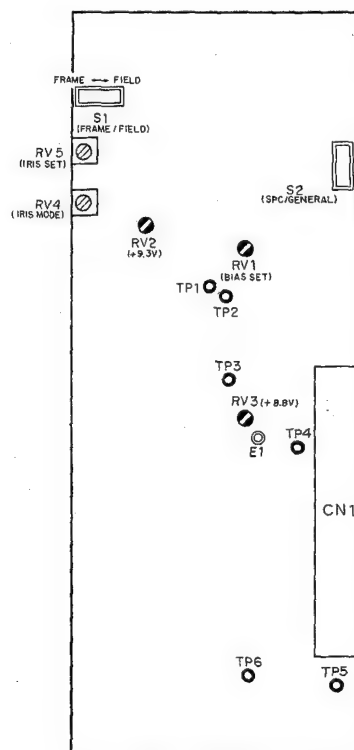 FRAME ↔ FIELD
S1
(FRAME/FIELD)
RV5
(IRIS SET)
S2
(SPC/GENERAL)
RV4
(IRIS MODE)
RV2
(+9.3V)
RV1
(BIAS SET)
TP1
TP2
TP3
RV3 (+8.8V)
E1
TP4
CN1
TP6
TP5